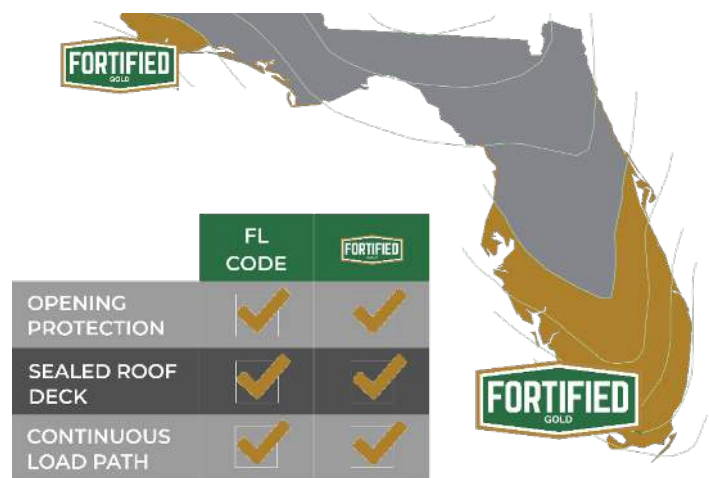 FORTIFIED
GOLD
FL
CODE
FORTIFIED
OPENING
PROTECTION
SEALED ROOF
DECK
CONTINUOUS
LOAD PATH
FORTIFIED
GOLD